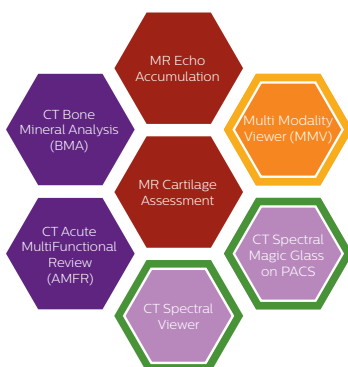 MR Echo
Accumulation
CT Bone
Mineral Analysis
(BMA)
Multi Modality
Viewer (MMV)
MR Cartilage
Assessment
CT Acute
MultiFunctional
Review
(AMFR)
CT Spectral
Magic Glass
on PACS
CT Spectral
Viewer